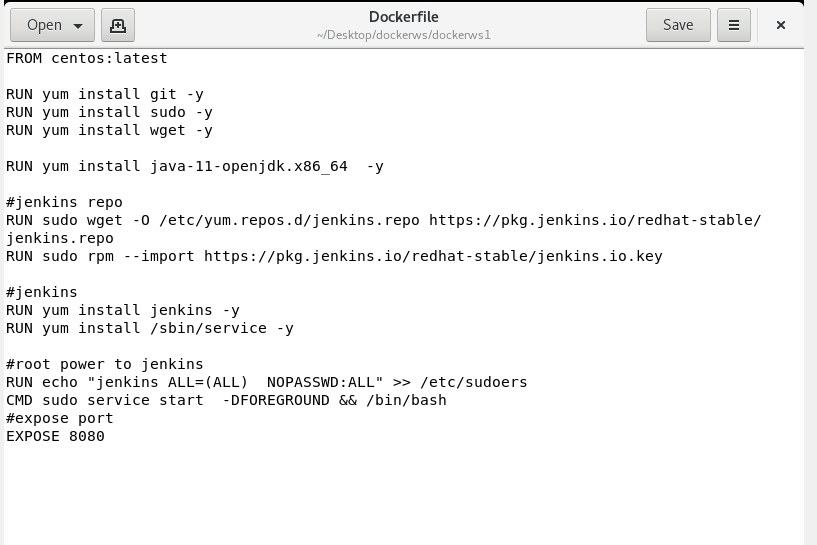 Open
Dockerfile
~/Desktop/dockerws/dockerws1
Save
FROM centos:latest
RUN yum install git -y
RUN yum install sudo -y
RUN yum install wget -y
RUN yum install java-11-openjdk.x86_64  -y
#jenkins repo
RUN sudo wget -O /etc/yum.repos.d/jenkins.repo https://pkg.jenkins.io/redhat-stable/
jenkins.repo
RUN sudo rpm --import https://pkg.jenkins.io/redhat-stable/jenkins.io.key
#jenkins
RUN yum install jenkins -y
RUN yum install /sbin/service -y
#root power to jenkins
RUN echo "jenkins ALL=(ALL)  NOPASSWD:ALL" >> /etc/sudoers
CMD sudo service start  -DFOREGROUND && /bin/bash
#expose port
EXPOSE 8080